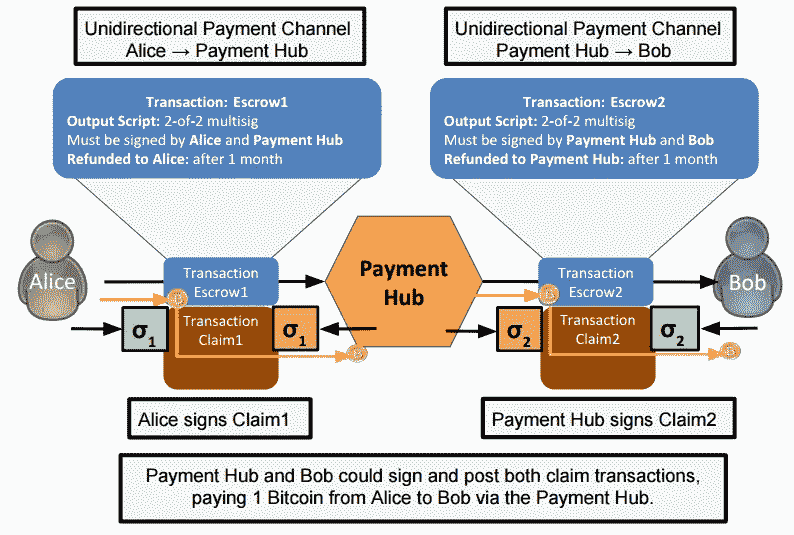 Unidirectional Payment Channel
Alice → Payment Hub
Unidirectional Payment Channel
Payment Hub → Bob
Transaction: Escrow1
Output Script: 2-of-2 multisig
Must be signed by Alice and Payment Hub
Refunded to Alice: after 1 month
Transaction: Escrow2
Output Script: 2-of-2 multisig
Must be signed by Payment Hub and Bob
Refunded to Payment Hub: after 1 month
Alice
Transaction
Escrow1
Payment
Hub
Transaction
Escrow2
Bob
σ1
Transaction
Claim1
σ1
σ2
Transaction
Claim2
σ2
Alice signs Claim1
Payment Hub signs Claim2
Payment Hub and Bob could sign and post both claim transactions,
paying 1 Bitcoin from Alice to Bob via the Payment Hub.